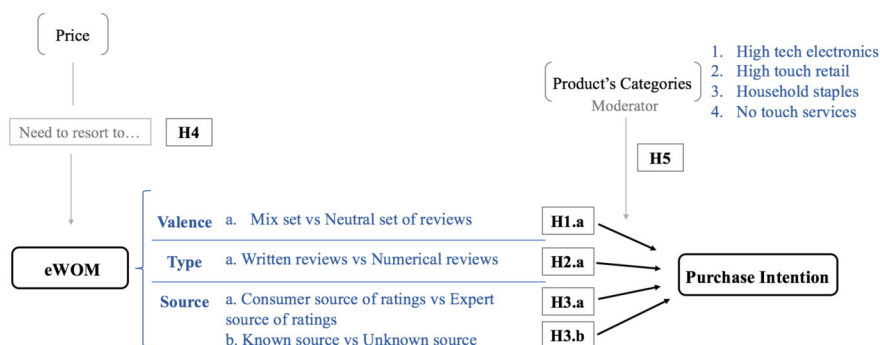 Price
Need to resort to...
H4
Product's Categories
Moderator
1. High tech electronics
2. High touch retail
3. Household staples
4. No touch services
H5
eWOM
Valence a. Mix set vs Neutral set of reviews
H1.a
Type a. Written reviews vs Numerical reviews
H2.a
Source a. Consumer source of ratings vs Expert
source of ratings
H3.a
b. Known source vs Unknown source
H3.b
Purchase Intention